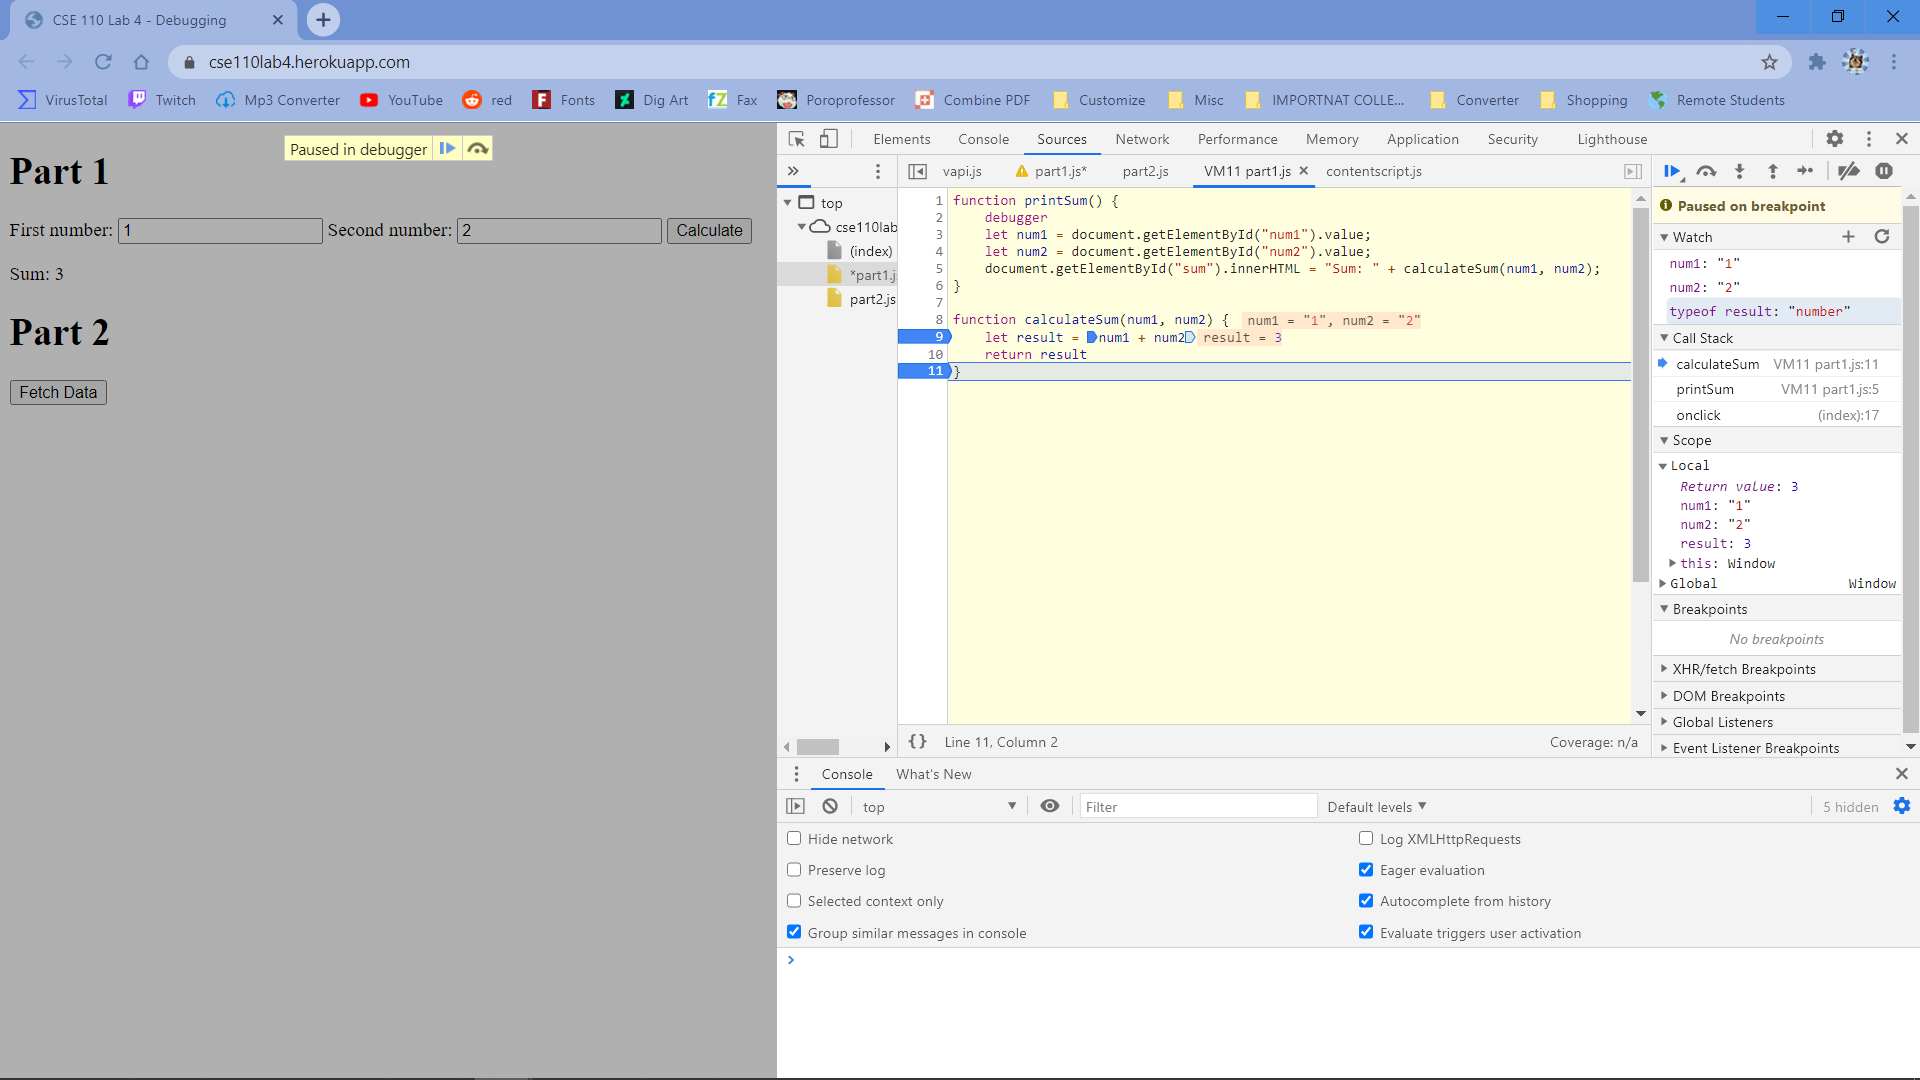 CSE 110 Lab 4 - Debugging
cse110lab4.herokuapp.com
VirusTotal Twitch Mp3 Converter YouTube red Fonts Dig Art Fax Poroprofessor Combine PDF Customize Misc IMPORTNAT COLLE... Converter Shopping Remote Students
Paused in debugger
Part 1
First number: 1 Second number: 2 Calculate
Sum: 3
Part 2
Fetch Data
Elements Console Sources Network Performance Memory Application Security Lighthouse
vapi.js part1.js* part2.js VM11 part1.js contentscript.js
top
cse110lab
(index)
*part1.j
part2.js
1 function printSum() {
2 debugger
3 let num1 = document.getElementById("num1").value;
4 let num2 = document.getElementById("num2").value;
5 document.getElementById("sum").innerHTML = "Sum: " + calculateSum(num1, num2);
6 }
7
8 function calculateSum(num1, num2) { num1 = "1", num2 = "2"
9 let result = num1 + num2 result = 3
10 return result
11 }
{} Line 11, Column 2 Coverage: n/a
Paused on breakpoint
Watch
num1: "1"
num2: "2"
typeof result: "number"
Call Stack
calculateSum VM11 part1.js:11
printSum VM11 part1.js:5
onclick (index):17
Scope
Local
Return value: 3
num1: "1"
num2: "2"
result: 3
this: Window
Global Window
Breakpoints
No breakpoints
XHR/fetch Breakpoints
DOM Breakpoints
Global Listeners
Event Listener Breakpoints
Console What's New
top Filter Default levels 5 hidden
Hide network Log XMLHttpRequests
Preserve log Eager evaluation
Selected context only Autocomplete from history
Group similar messages in console Evaluate triggers user activation